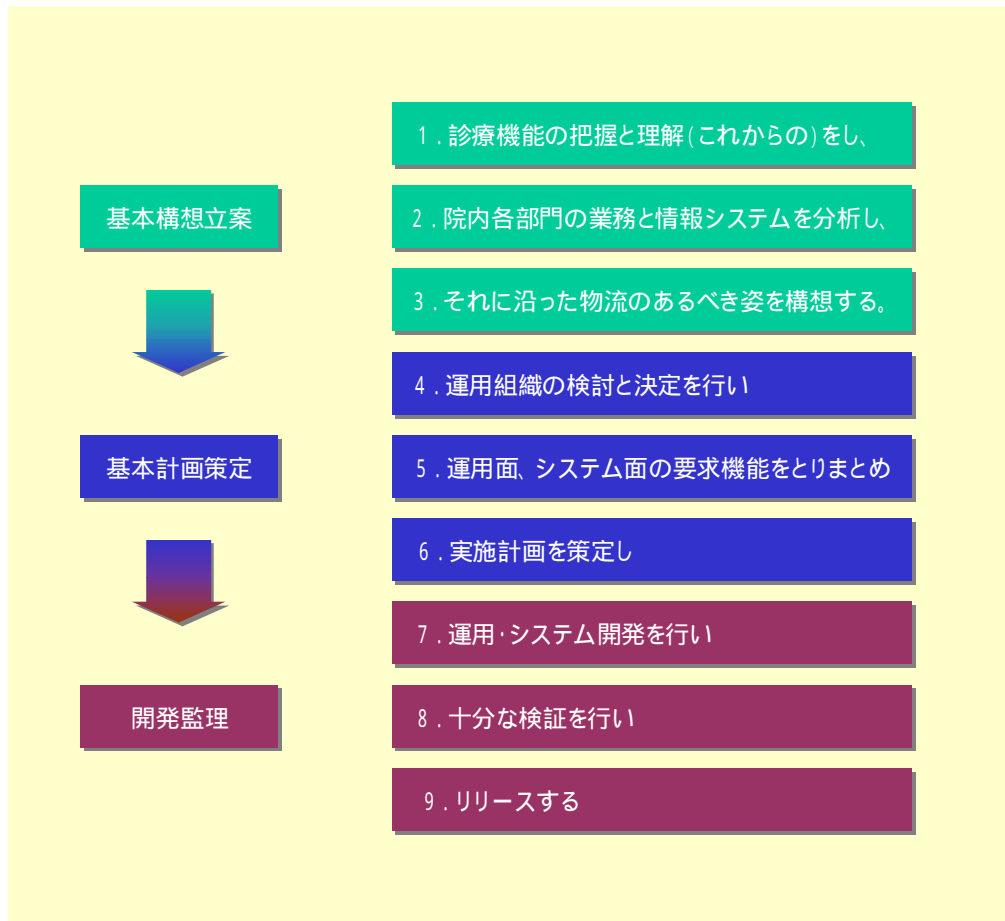 基本構想立案
1.診療機能の把握と理解(これからの)をし、
2.院内各部門の業務と情報システムを分析し、
3.それに沿った物流のあるべき姿を構想する。
基本計画策定
4.運用組織の検討と決定を行い
5.運用面、システム面の要求機能をとりまとめ
6.実施計画を策定し
開発監理
7.運用・システム開発を行い
8.十分な検証を行い
9.リリースする